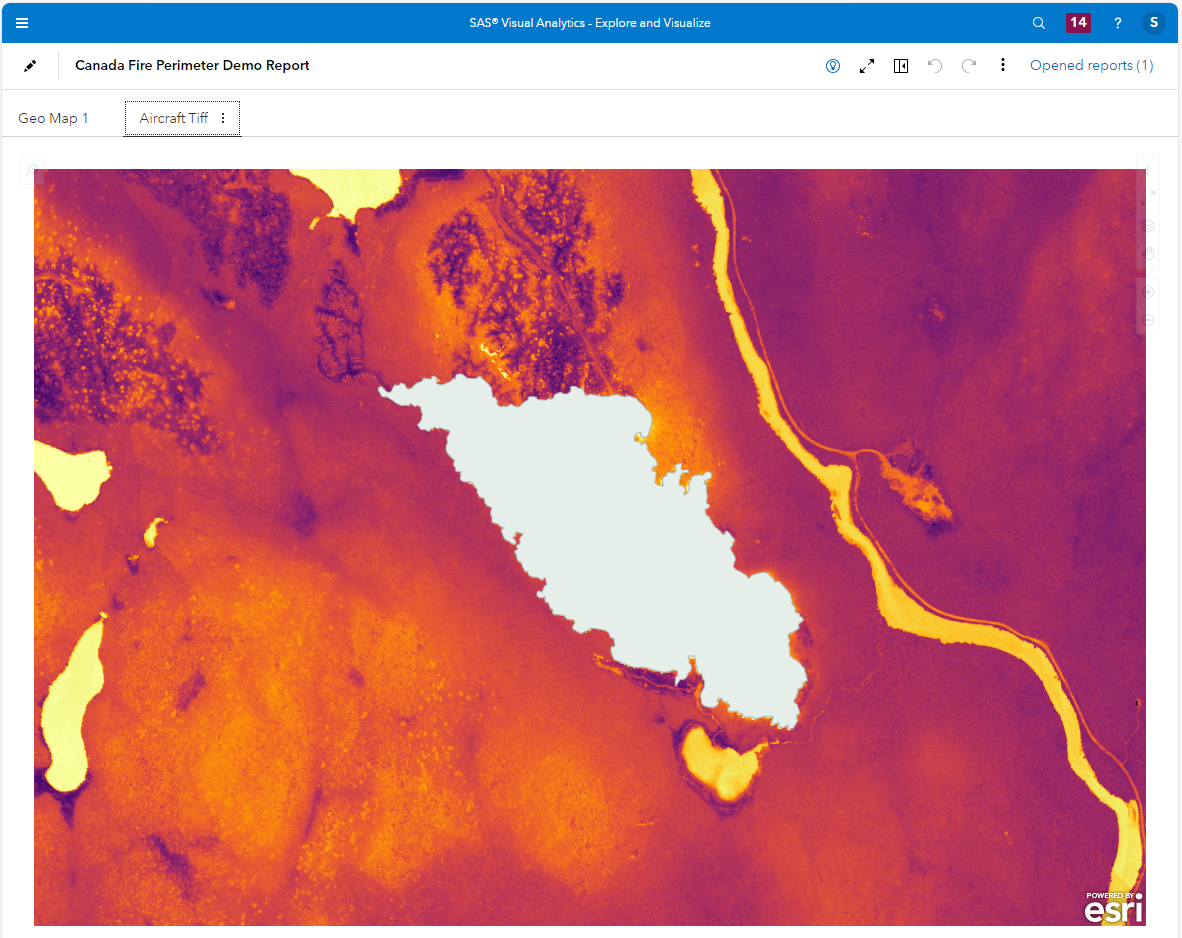 SAS® Visual Analytics - Explore and Visualize
14
?
S
Canada Fire Perimeter Demo Report
Opened reports (1)
Geo Map 1
Aircraft Tiff
POWERED BY
esri